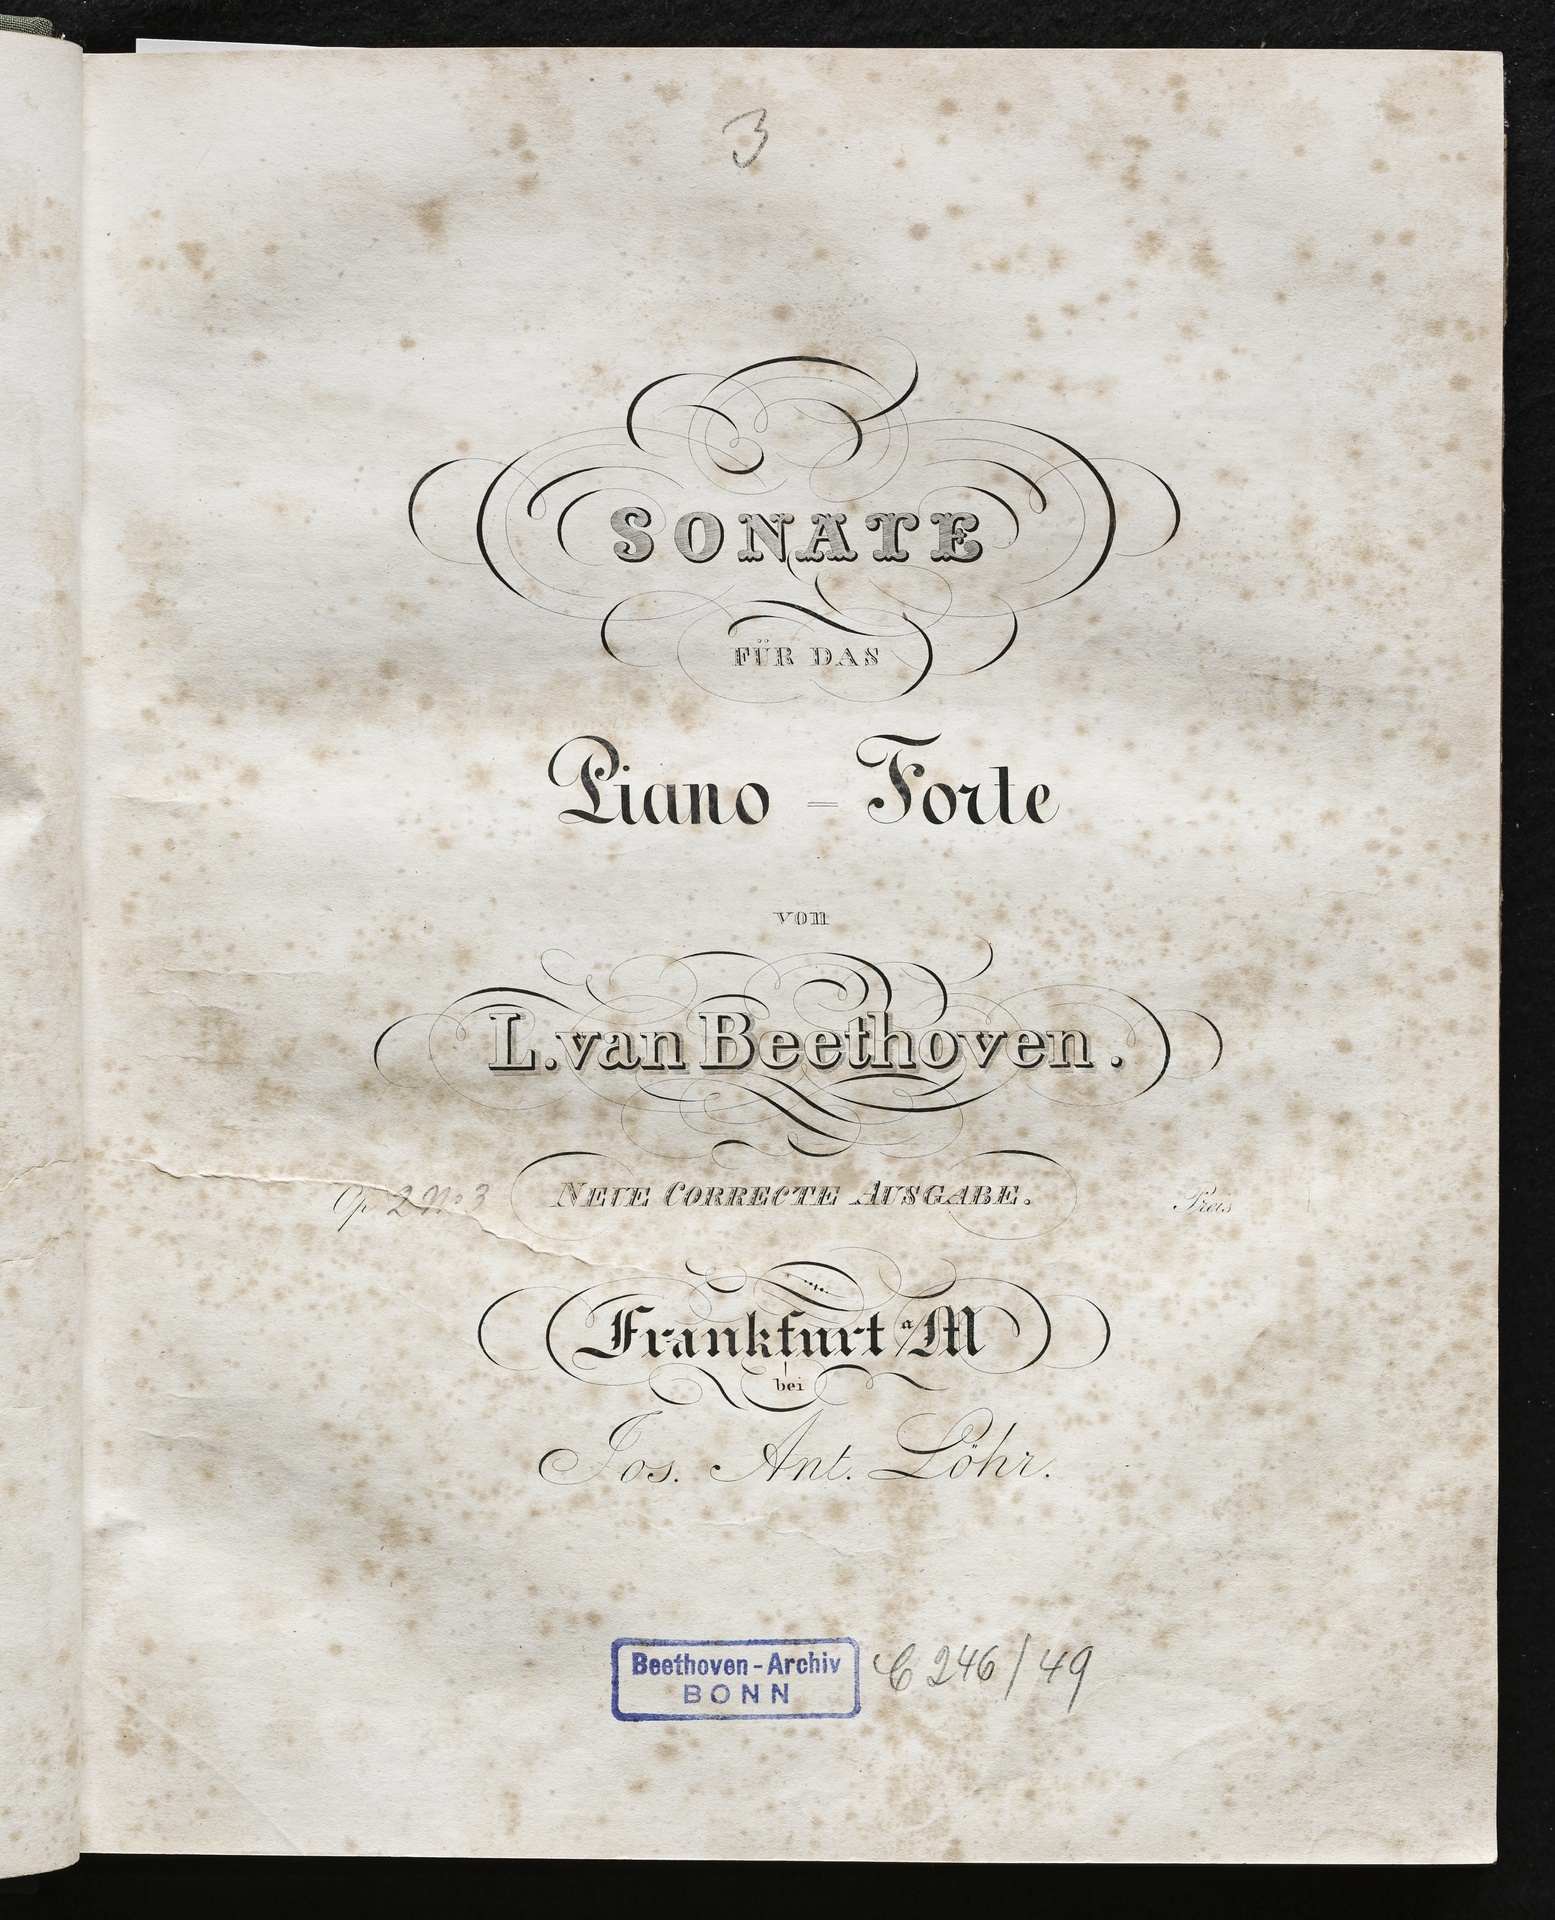 3
SONATE
FÜR DAS
Piano = Forte
von
L. van Beethoven.
Op 2 No 3 NEUE CORRECTE AUSGABE. Preis
Frankfurt a/M
bei
Jos. Ant. Löhr.
Beethoven-Archiv
BONN
C 246/49